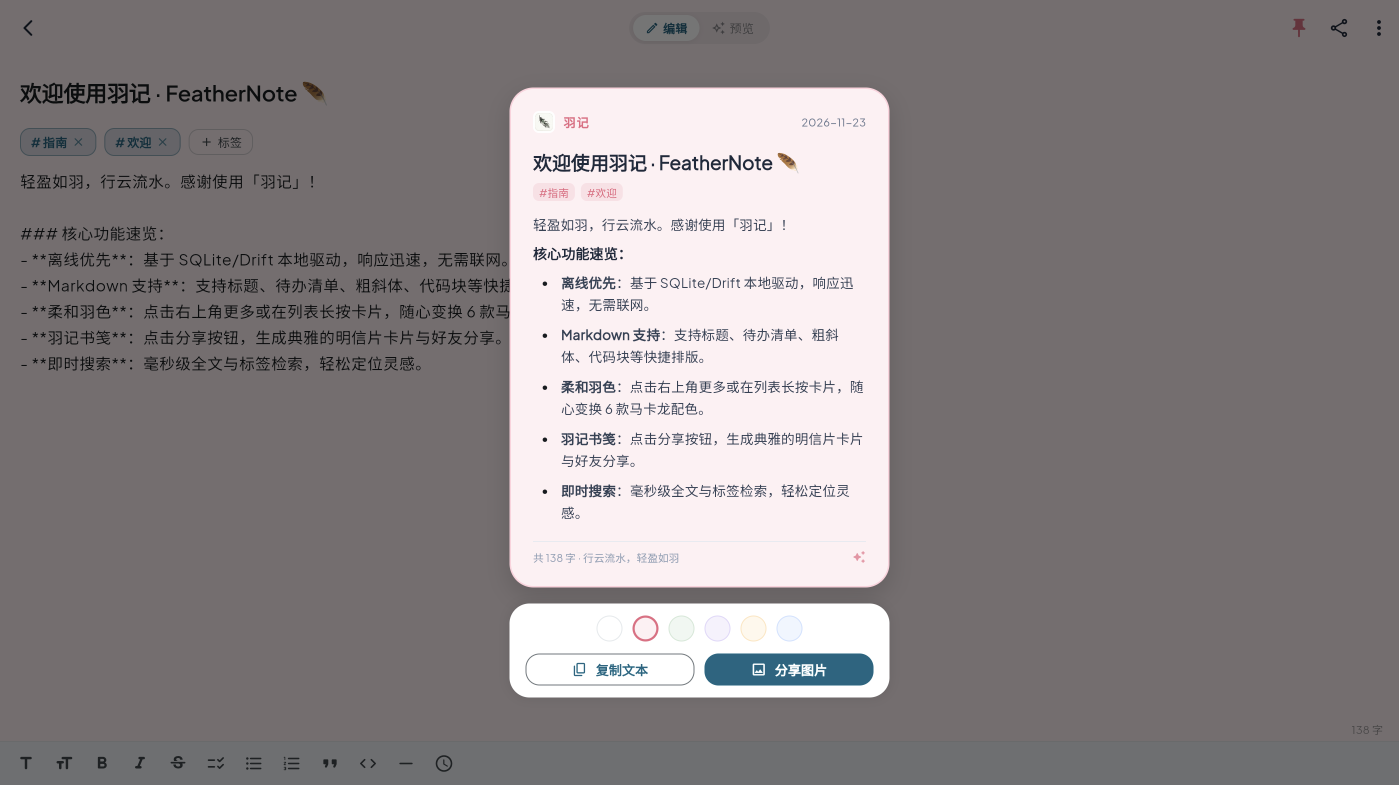 编辑
预览
欢迎使用羽记 · FeatherNote
#指南
#欢迎
标签
轻盈如羽，行云流水。感谢使用「羽记」！
### 核心功能速览：
- **离线优先**：基于 SQLite/Drift 本地驱动，响应迅速，无需联网。
- **Markdown 支持**：支持标题、待办清单、粗斜体、代码块等快捷
- **柔和羽色**：点击右上角更多或在列表长按卡片，随心变换 6 款马
- **羽记书笺**：点击分享按钮，生成典雅的明信片卡片与好友分享。
- **即时搜索**：毫秒级全文与标签检索，轻松定位灵感。
羽记
2026-11-23
欢迎使用羽记 · FeatherNote
#指南
#欢迎
轻盈如羽，行云流水。感谢使用「羽记」！
核心功能速览：
• 离线优先：基于 SQLite/Drift 本地驱动，响应迅
速，无需联网。
• Markdown 支持：支持标题、待办清单、粗斜
体、代码块等快捷排版。
• 柔和羽色：点击右上角更多或在列表长按卡片，随
心变换 6 款马卡龙配色。
• 羽记书笺：点击分享按钮，生成典雅的明信片卡片
与好友分享。
• 即时搜索：毫秒级全文与标签检索，轻松定位灵
感。
共 138 字 · 行云流水，轻盈如羽
复制文本
分享图片
138 字